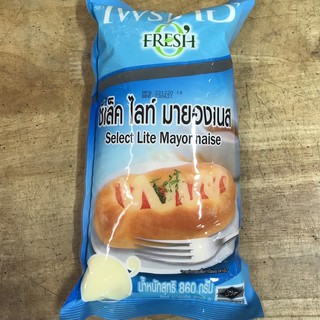 FRESH'
ซีเล็ค ไลท์ มายองเนส
Select Lite Mayonnaise
น้ำหนักสุทธิ 860 กรัม